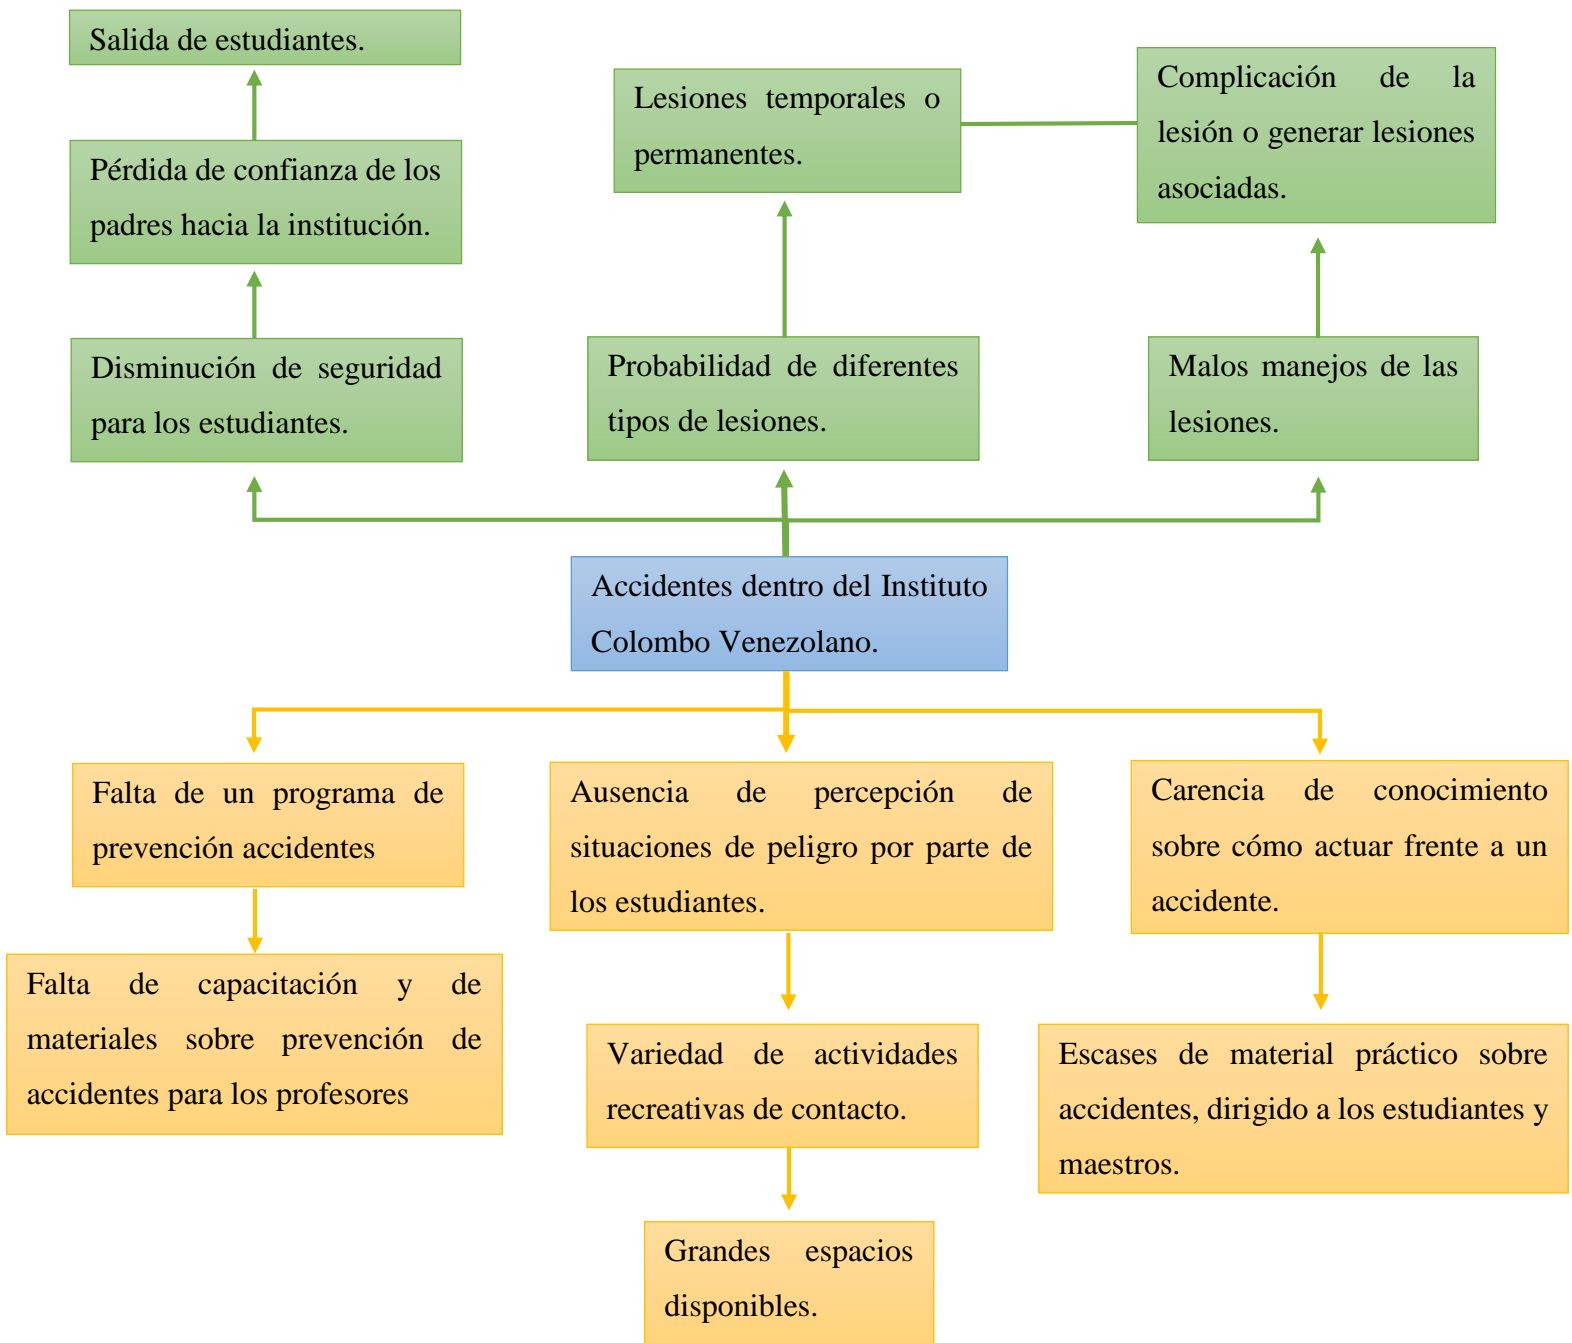 Salida de estudiantes.
Pérdida de confianza de los
padres hacia la institución.
Disminución de seguridad
para los estudiantes.
Lesiones temporales o
permanentes.
Probabilidad de diferentes
tipos de lesiones.
Complicación de la
lesión o generar lesiones
asociadas.
Malos manejos de las
lesiones.
Accidentes dentro del Instituto
Colombo Venezolano.
Falta de un programa de
prevención accidentes
Falta de capacitación y de
materiales sobre prevención de
accidentes para los profesores
Ausencia de percepción de
situaciones de peligro por parte de
los estudiantes.
Variedad de actividades
recreativas de contacto.
Grandes espacios
disponibles.
Carencia de conocimiento
sobre cómo actuar frente a un
accidente.
Escases de material práctico sobre
accidentes, dirigido a los estudiantes y
maestros.